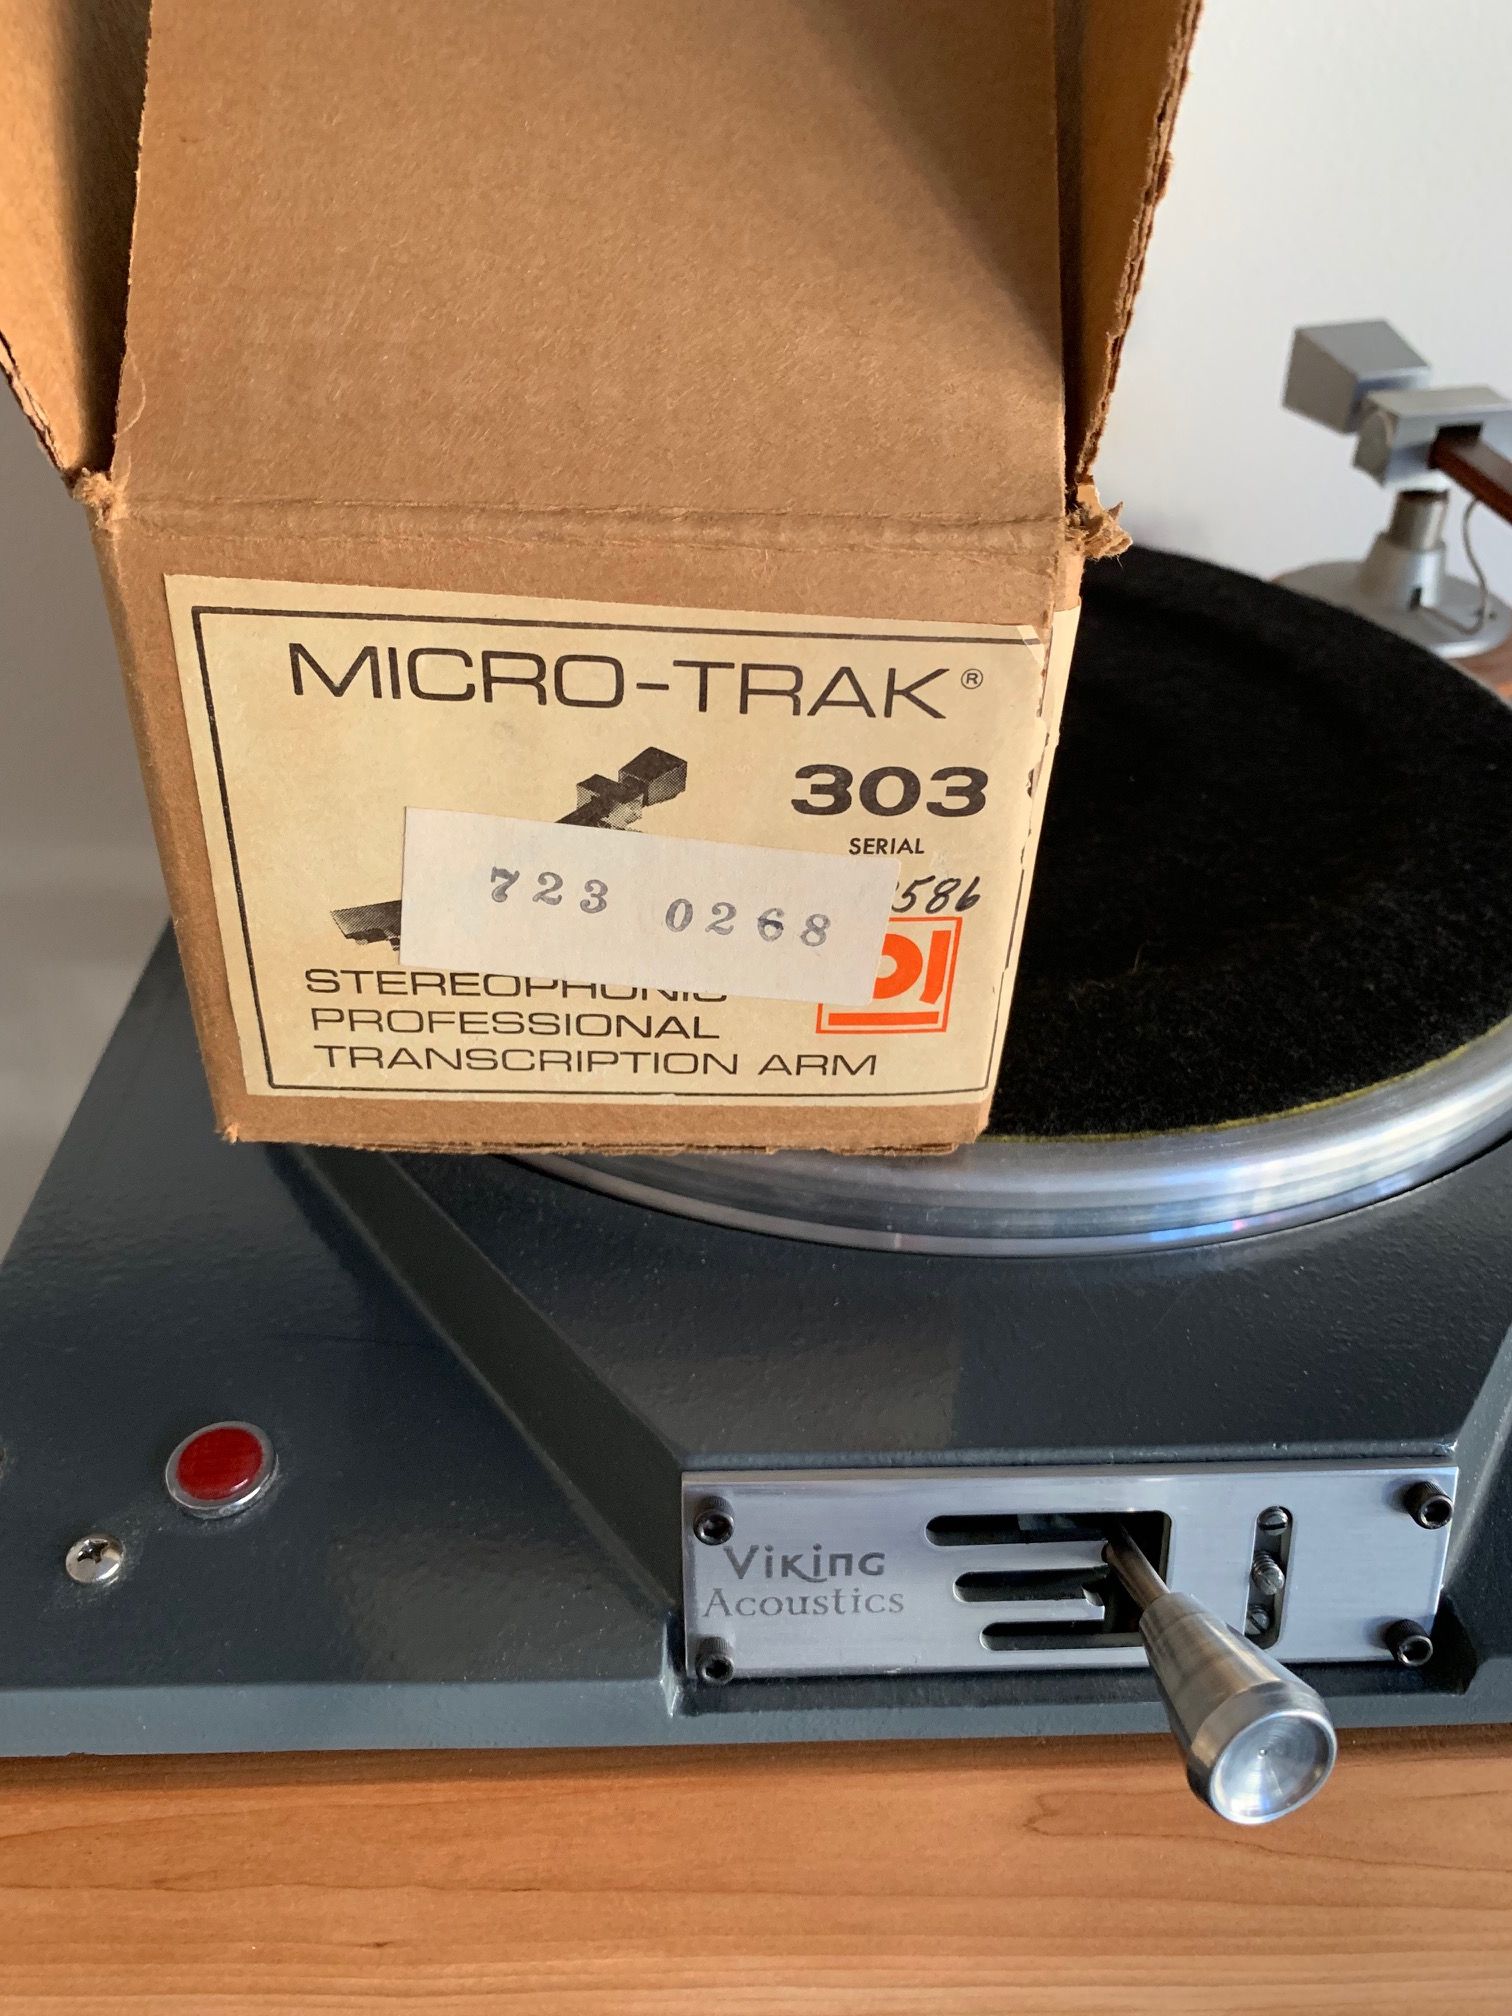 MICRO-TRAK®
303
SERIAL
586
723 0268
STEREOPHONIC
PROFESSIONAL
TRANSCRIPTION ARM
Viking
Acoustics